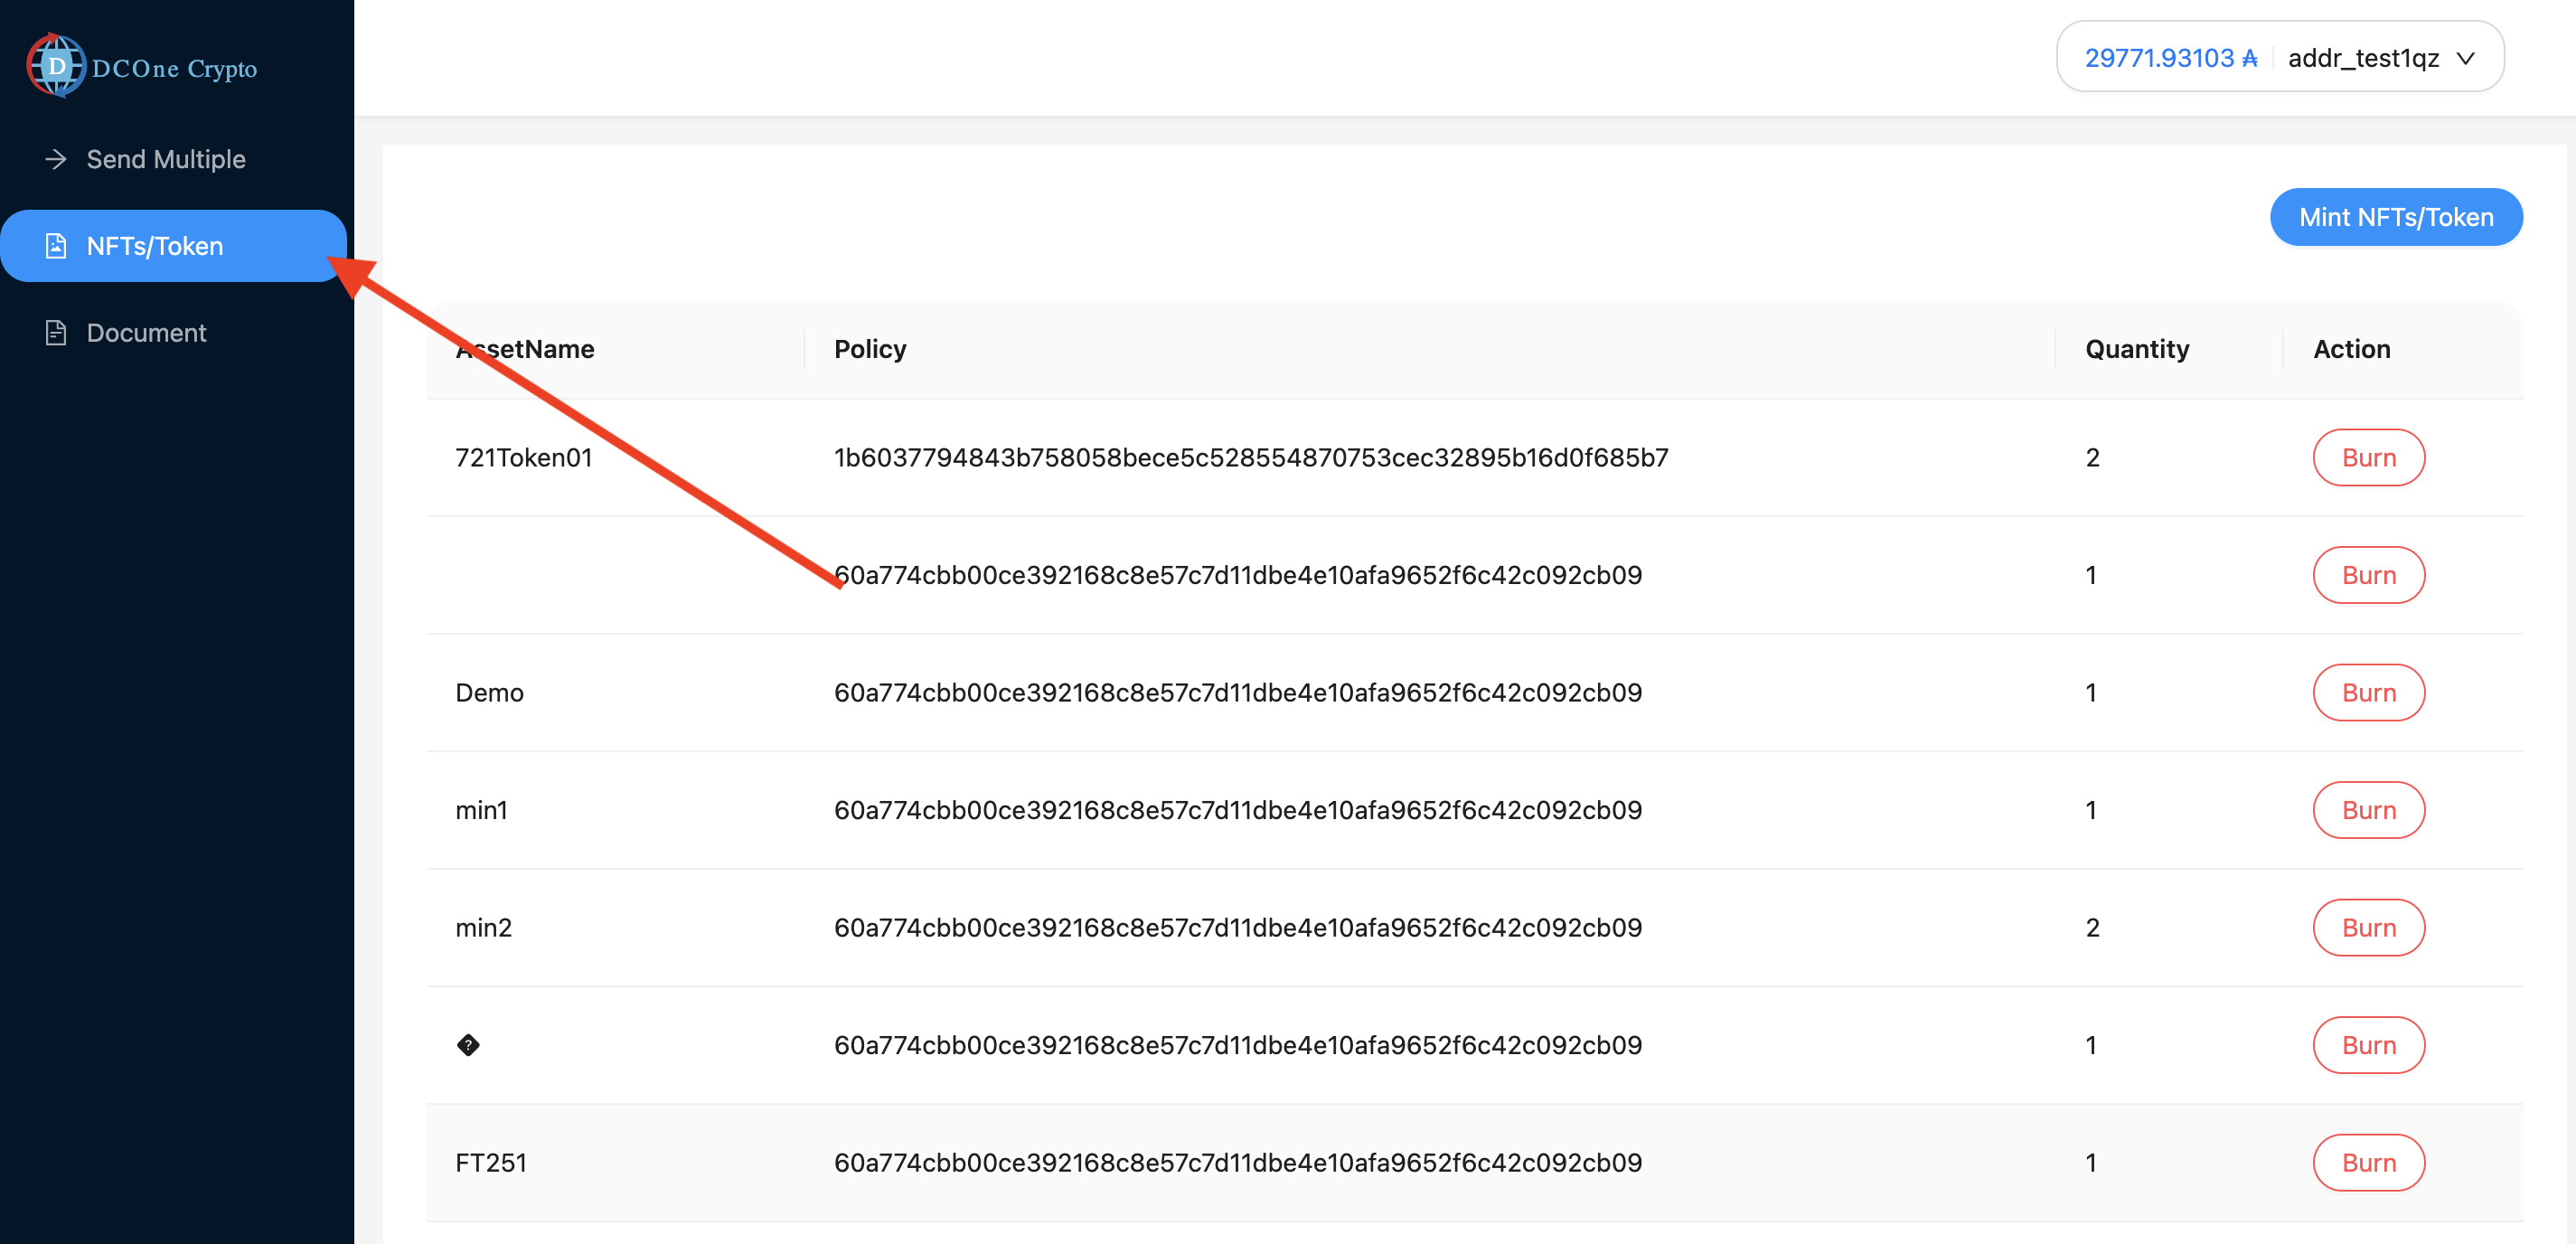 D DCOne Crypto
29771.93103 ₳ addr_test1qz
Send Multiple
NFTs/Token
Document
Mint NFTs/Token
AssetName Policy Quantity Action
721Token01 1b6037794843b758058bece5c528554870753cec32895b16d0f685b7 2 Burn
60a774cbb00ce392168c8e57c7d11dbe4e10afa9652f6c42c092cb09 1 Burn
Demo 60a774cbb00ce392168c8e57c7d11dbe4e10afa9652f6c42c092cb09 1 Burn
min1 60a774cbb00ce392168c8e57c7d11dbe4e10afa9652f6c42c092cb09 1 Burn
min2 60a774cbb00ce392168c8e57c7d11dbe4e10afa9652f6c42c092cb09 2 Burn
� 60a774cbb00ce392168c8e57c7d11dbe4e10afa9652f6c42c092cb09 1 Burn
FT251 60a774cbb00ce392168c8e57c7d11dbe4e10afa9652f6c42c092cb09 1 Burn